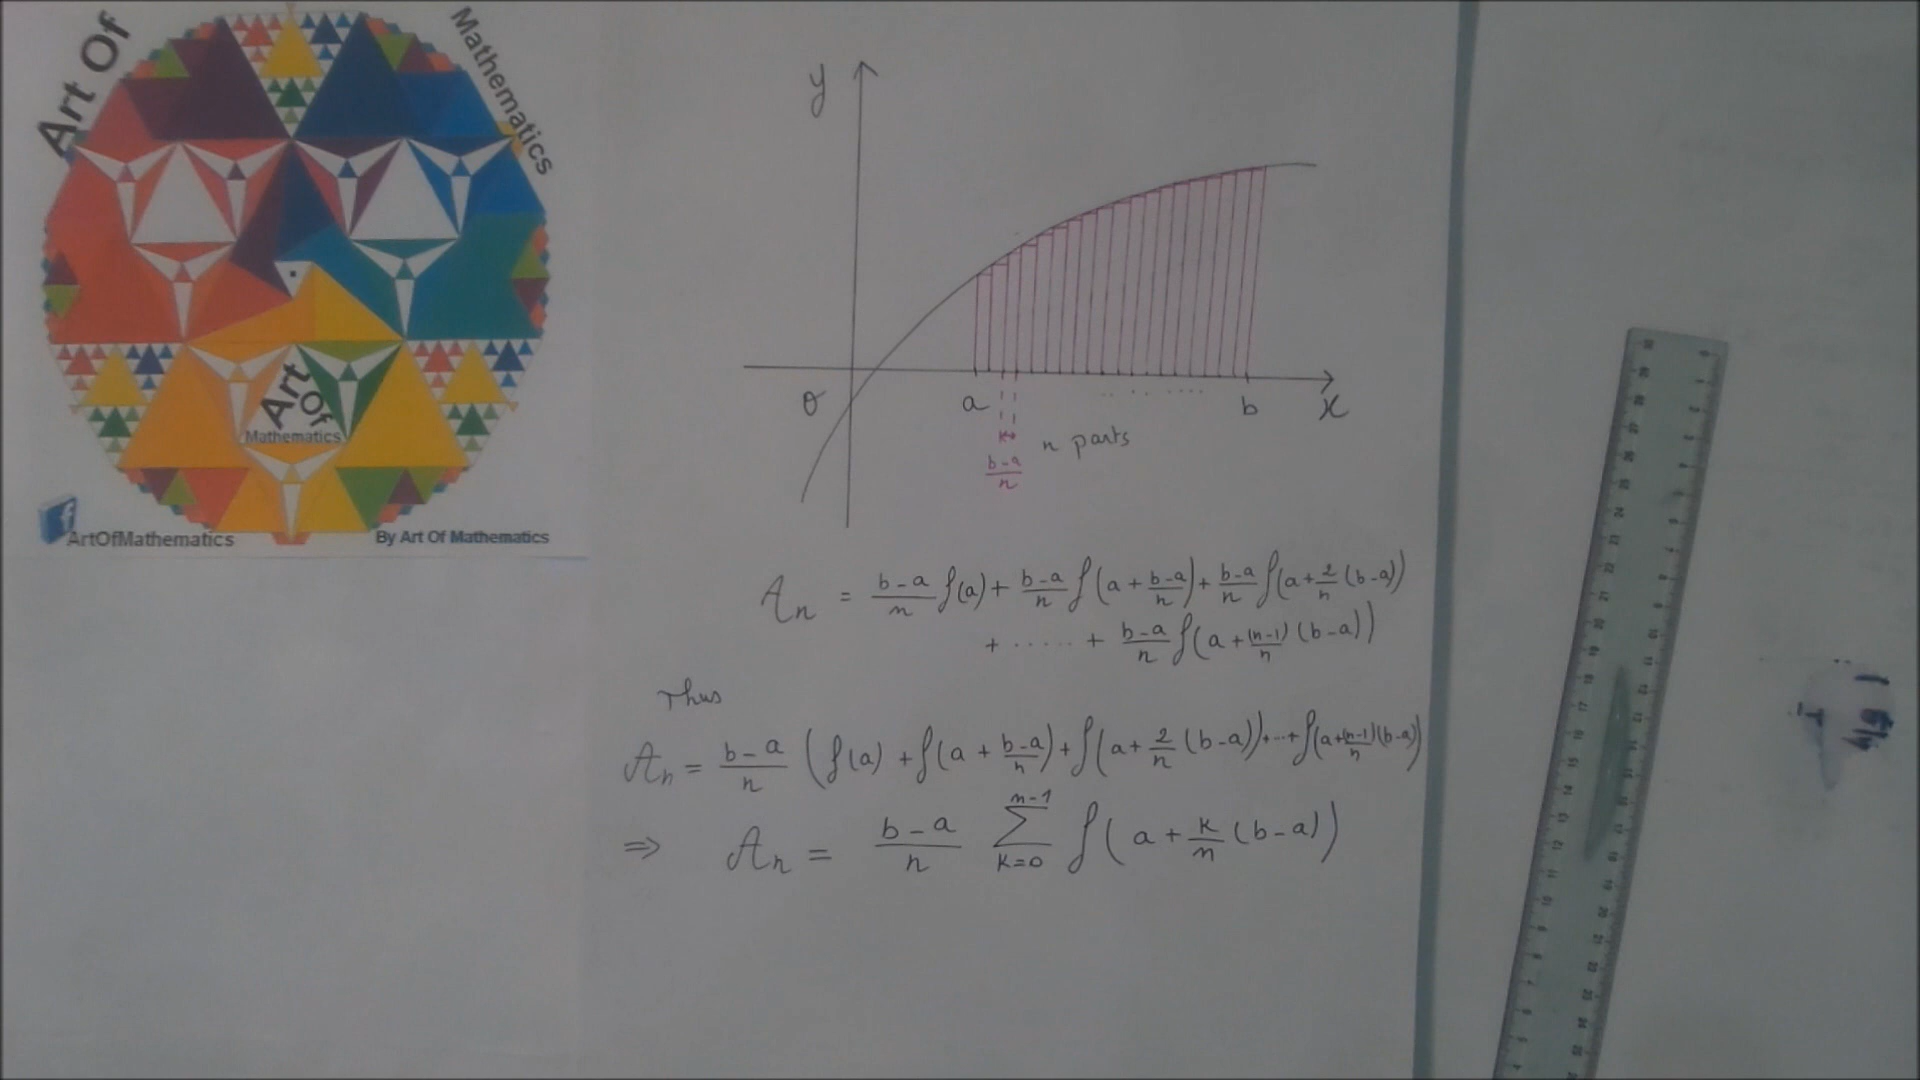 Art Of
Mathematics
Art
Of
Mathematics
ArtOfMathematics
By Art Of Mathematics
y
O
a
b
x
n parts
b-a/n
𝒜n = b-a/n f(a) + b-a/n f(a + b-a/n) + b-a/n f(a + 2/n (b-a))
+ ..... + b-a/n f(a + (n-1)/n (b-a))
Thus
𝒜n = b-a/n (f(a) + f(a + b-a/n) + f(a + 2/n (b-a)) + ... + f(a + (n-1)/n (b-a))
⇒ 𝒜n = b-a/n ∑ k=0 n-1 f(a + k/n (b-a))